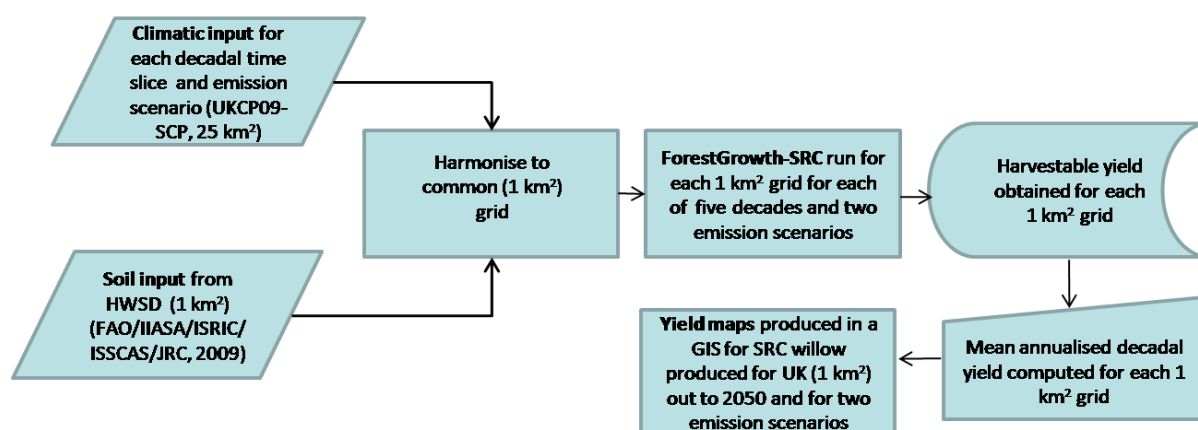 Climatic input for
each decadal time
slice and emission
scenario (UKCP09-
SCP, 25 km²)
Soil input from
HWSD (1 km²)
(FAO/IIASA/ISRIC/
ISSCAS/JRC, 2009)
Harmonise to
common (1 km²)
grid
ForestGrowth-SRC run for
each 1 km² grid for each
of five decades and two
emission scenarios
Harvestable yield
obtained for each
1 km² grid
Mean annualised decadal
yield computed for each 1
km² grid
Yield maps produced in a
GIS for SRC willow
produced for UK (1 km²)
out to 2050 and for two
emission scenarios